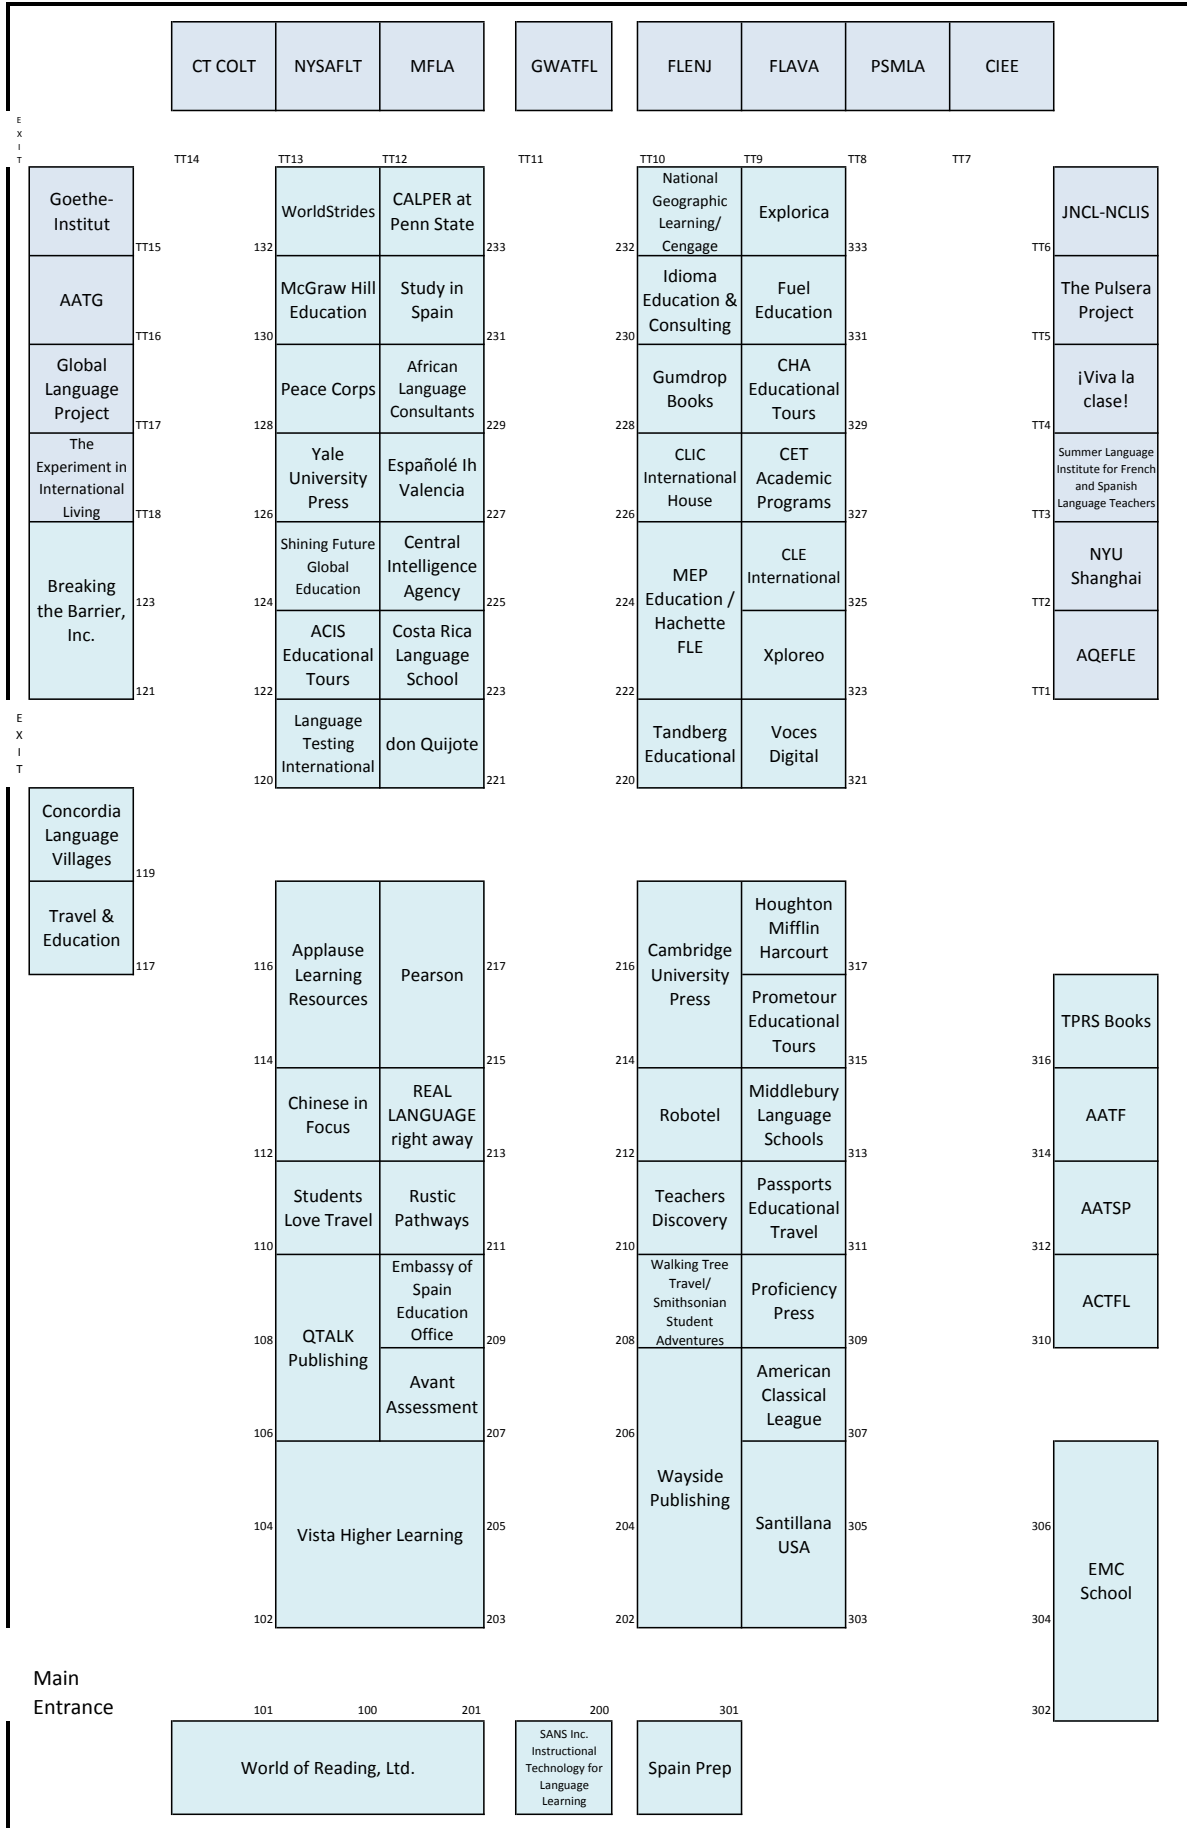 CT COLT
NYSAFLT
MFLA
GWATFL
FLENJ
FLAVA
PSMLA
CIEE
E
X
I
T
TT14
TT13
TT12
TT11
TT10
TT9
TT8
TT7
Goethe-
Institut
TT15
132
WorldStrides
CALPER at
Penn State
233
232
National
Geographic
Learning/
Cengage
Explorica
333
TT6
JNCL-NCLIS
AATG
TT16
130
McGraw Hill
Education
Study in
Spain
231
230
Idioma
Education &
Consulting
Fuel
Education
331
TT5
The Pulsera
Project
Global
Language
Project
TT17
128
Peace Corps
African
Language
Consultants
229
228
Gumdrop
Books
CHA
Educational
Tours
329
TT4
¡Viva la
clase!
The
Experiment in
International
Living
TT18
126
Yale
University
Press
Españolé Ih
Valencia
227
226
CLIC
International
House
CET
Academic
Programs
327
TT3
Summer Language
Institute for French
and Spanish
Language Teachers
Breaking
the Barrier,
Inc.
123
121
124
Shining Future
Global
Education
Central
Intelligence
Agency
225
224
MEP
Education /
Hachette
FLE
222
CLE
International
325
TT2
NYU
Shanghai
122
ACIS
Educational
Tours
Costa Rica
Language
School
223
Xploreo
323
TT1
AQEFLE
E
X
I
T
120
Language
Testing
International
don Quijote
221
220
Tandberg
Educational
Voces
Digital
321
Concordia
Language
Villages
119
Travel &
Education
117
116
114
Applause
Learning
Resources
Pearson
217
215
216
214
Cambridge
University
Press
Houghton
Mifflin
Harcourt
317
Prometour
Educational
Tours
315
316
TPRS Books
112
Chinese in
Focus
REAL
LANGUAGE
right away
213
212
Robotel
Middlebury
Language
Schools
313
314
AATF
110
Students
Love Travel
Rustic
Pathways
211
210
Teachers
Discovery
Passports
Educational
Travel
311
312
AATSP
108
106
QTALK
Publishing
Embassy of
Spain
Education
Office
209
208
Walking Tree
Travel/
Smithsonian
Student
Adventures
Proficiency
Press
309
310
ACTFL
Avant
Assessment
207
206
204
202
Wayside
Publishing
American
Classical
League
307
104
102
Vista Higher Learning
205
203
Santillana
USA
305
303
306
304
302
EMC
School
Main
Entrance
101
100
201
200
301
World of Reading, Ltd.
SANS Inc.
Instructional
Technology for
Language
Learning
Spain Prep